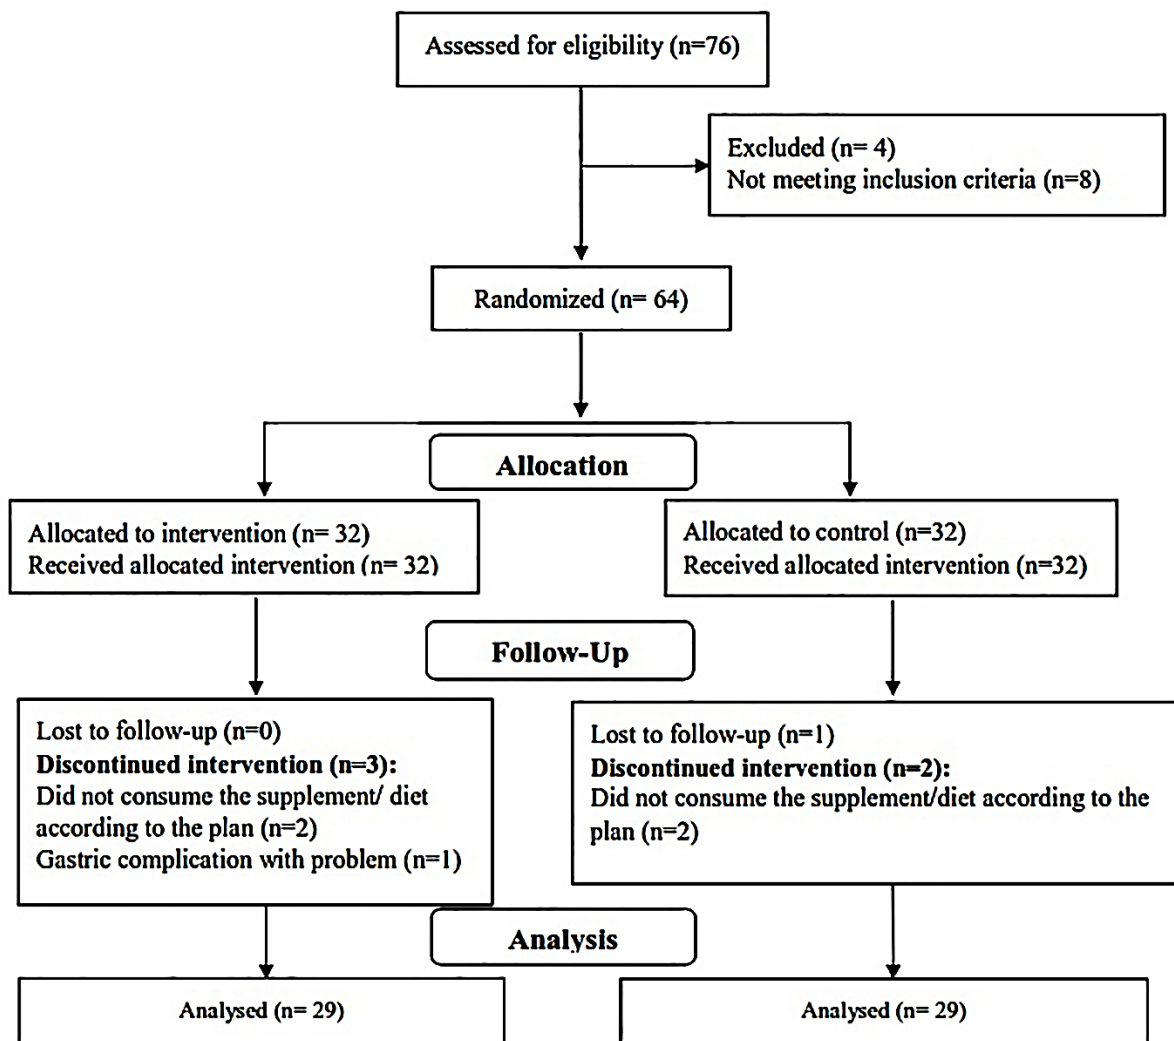 Assessed for eligibility (n=76)
Excluded (n= 4)
Not meeting inclusion criteria (n=8)
Randomized (n= 64)
Allocation
Allocated to intervention (n= 32)
Received allocated intervention (n= 32)
Allocated to control (n=32)
Received allocated intervention (n=32)
Follow-Up
Lost to follow-up (n=0)
Discontinued intervention (n=3):
Did not consume the supplement/ diet
according to the plan (n=2)
Gastric complication with problem (n=1)
Lost to follow-up (n=1)
Discontinued intervention (n=2):
Did not consume the supplement/diet according to the
plan (n=2)
Analysis
Analysed (n= 29)
Analysed (n= 29)